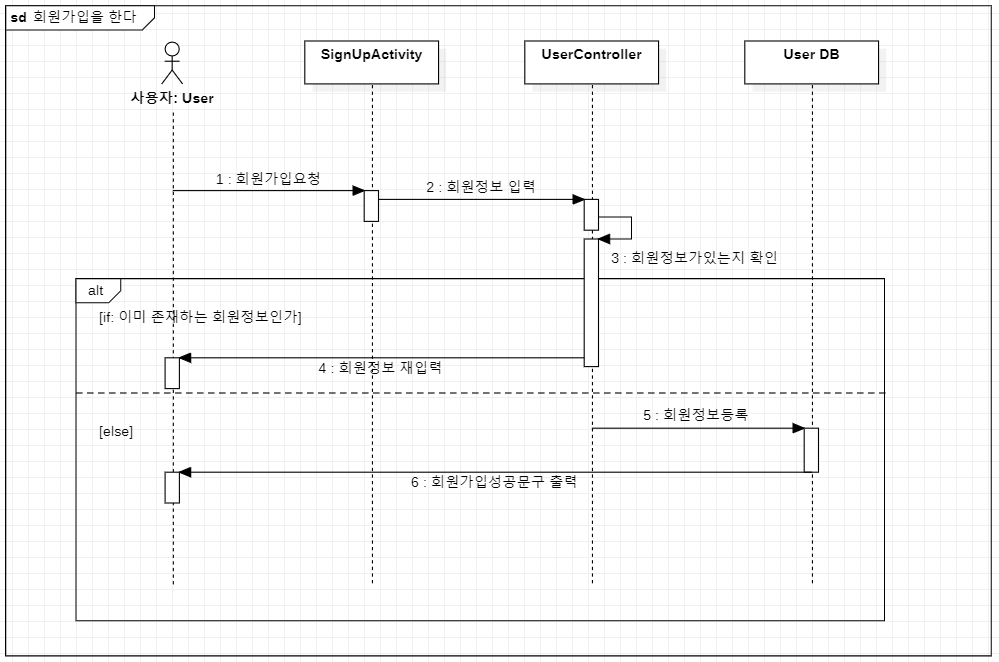 sd 회원가입을 한다
SignUpActivity
UserController
User DB
사용자: User
1 : 회원가입요청
2 : 회원정보 입력
3 : 회원정보가있는지 확인
alt
[if: 이미 존재하는 회원정보인가]
4 : 회원정보 재입력
5 : 회원정보등록
[else]
6 : 회원가입성공문구 출력